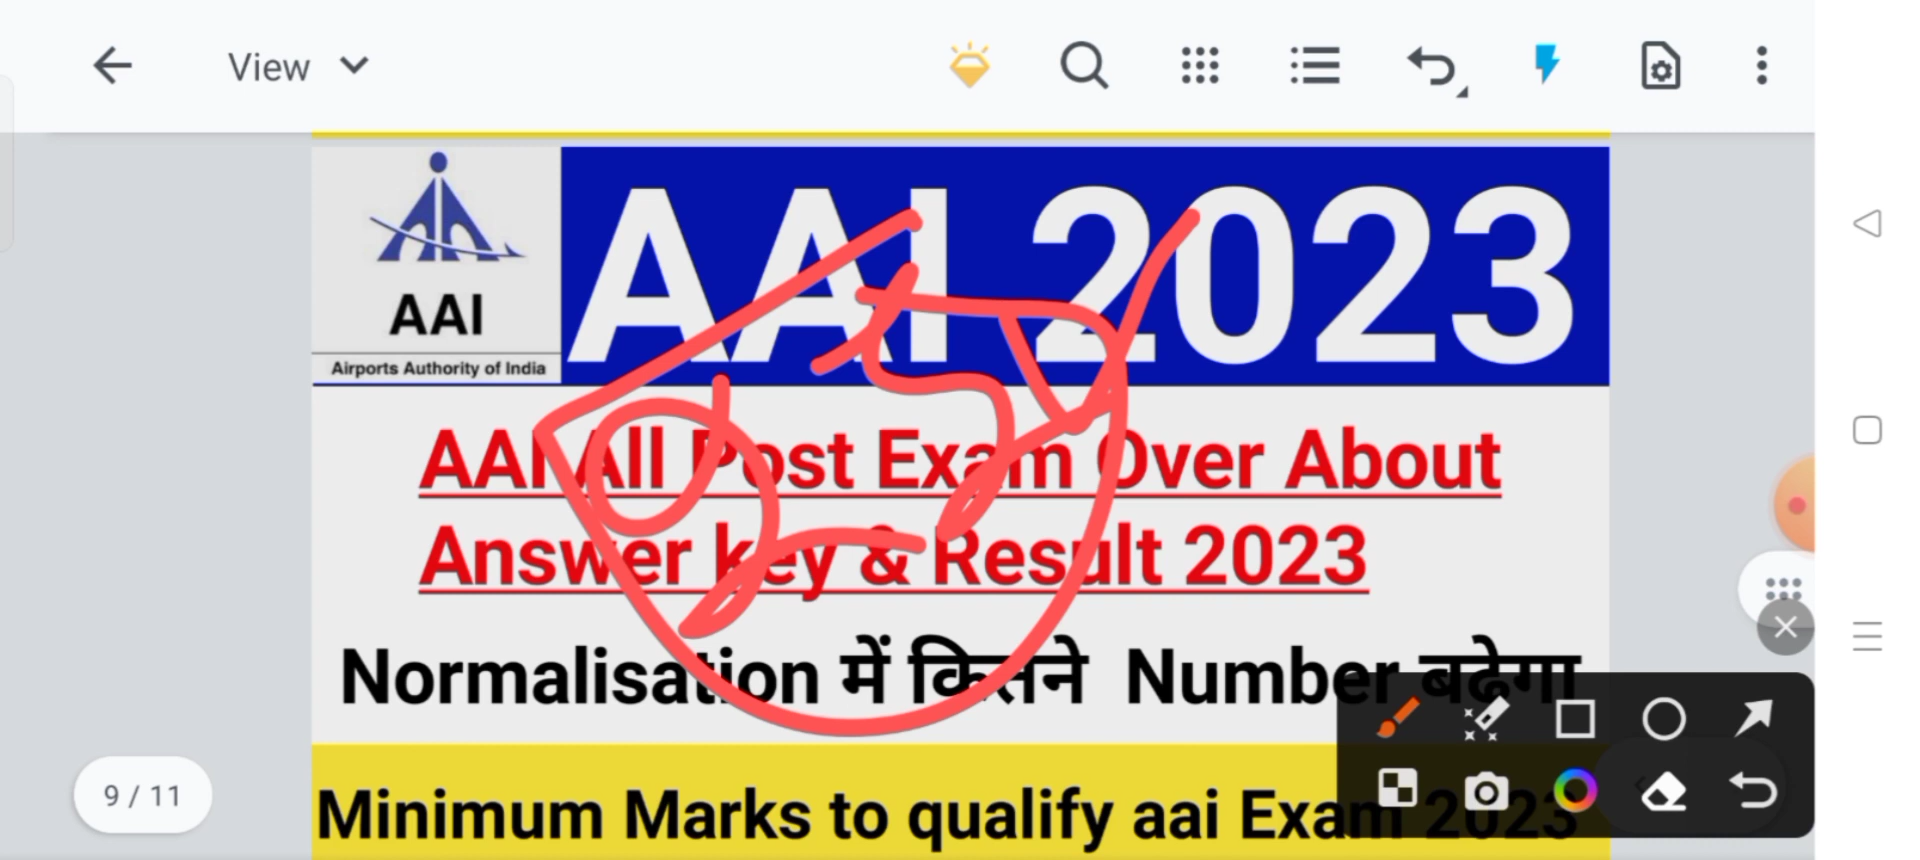 View
AAI
Airports Authority of India
AAI 2023
AAI All Post Exam Over About
Answer key & Result 2023
Normalisation में कितने Number बढ़ेगा
Minimum Marks to qualify aai Exam 2023
9 / 11